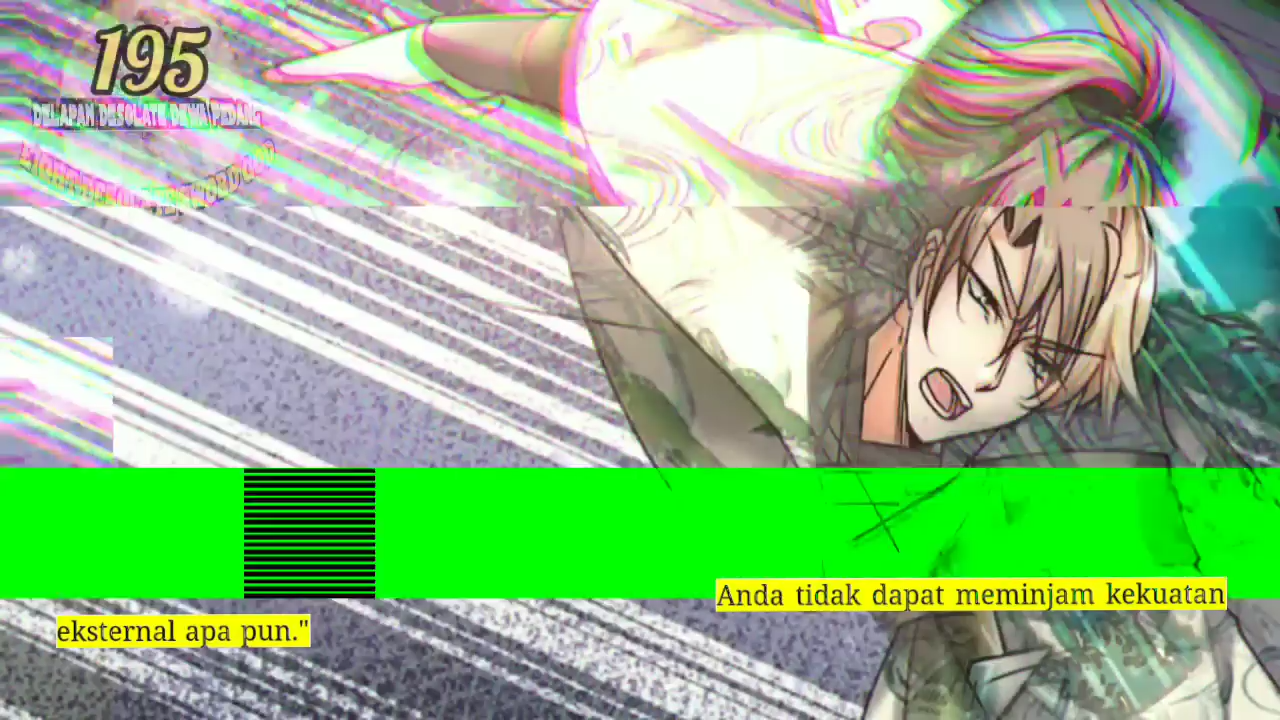 195
DELAPAN DESOLATE DEWA PEDANG
Anda tidak dapat meminjam kekuatan
eksternal apa pun."